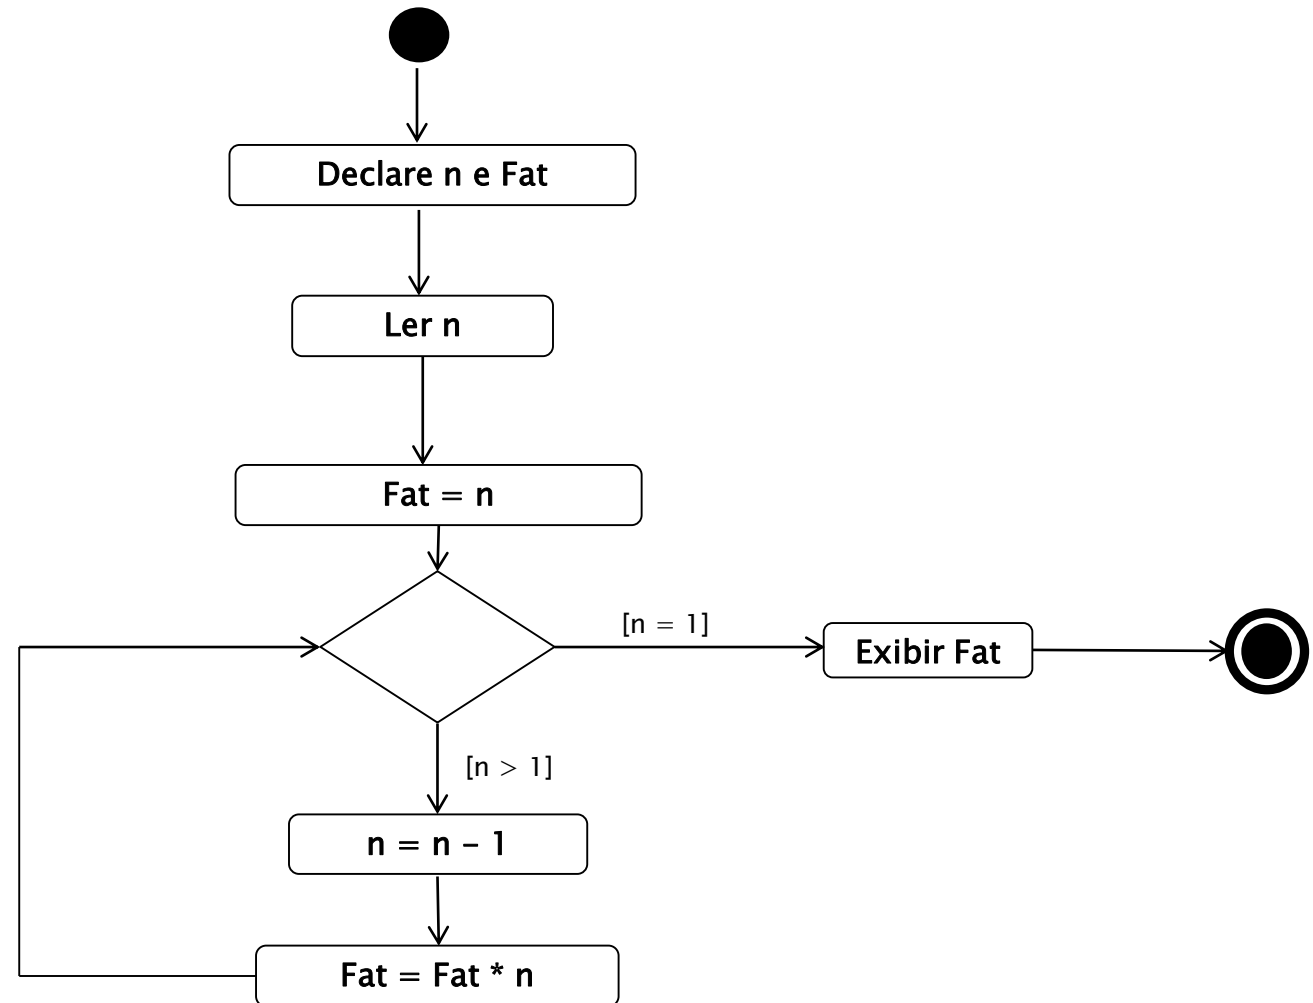 Declare n e Fat
Ler n
Fat = n
[n = 1]
Exibir Fat
[n > 1]
n = n – 1
Fat = Fat * n